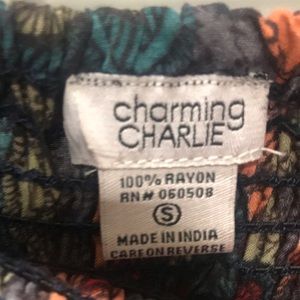 charming
CHARLIE
100% RAYON
RN# 060508
S
MADE IN INDIA
CARE ON REVERSE